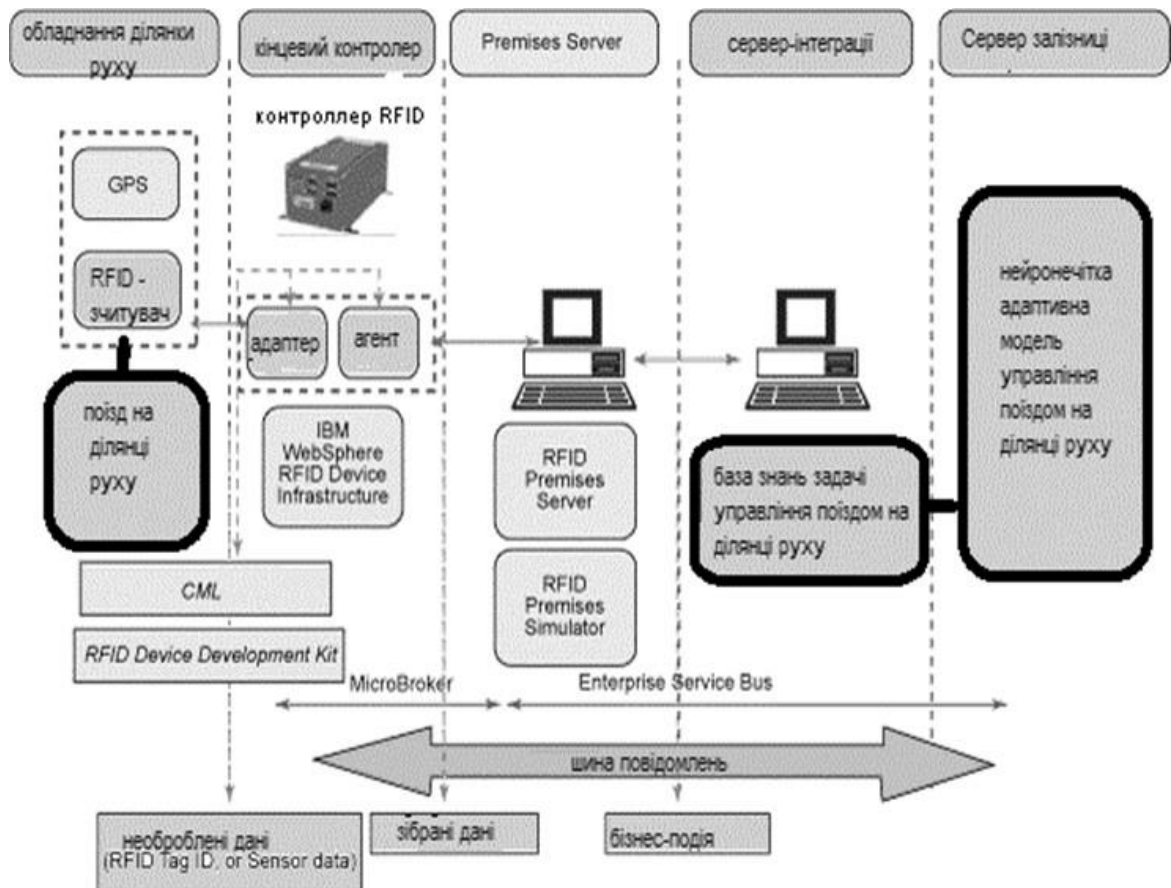 обладнання ділянки
руху
кінцевий контролер
Premises Server
сервер-інтеграції
Сервер залізниці
контроллер RFID
GPS
RFID -
зчитувач
адаптер
агент
поїзд на
ділянці
руху
IBM
WebSphere
RFID Device
Infrastructure
RFID
Premises
Server
RFID
Premises
Simulator
база знань задачі
управління поїздом на
ділянці руху
нейронечітка
адаптивна
модель
управління
поїздом на
ділянці руху
CML
RFID Device Development Kit
MicroBroker
Enterprise Service Bus
шина повідомлень
необроблені дані
(RFID Tag ID, or Sensor data)
зібрані дані
бізнес-подія